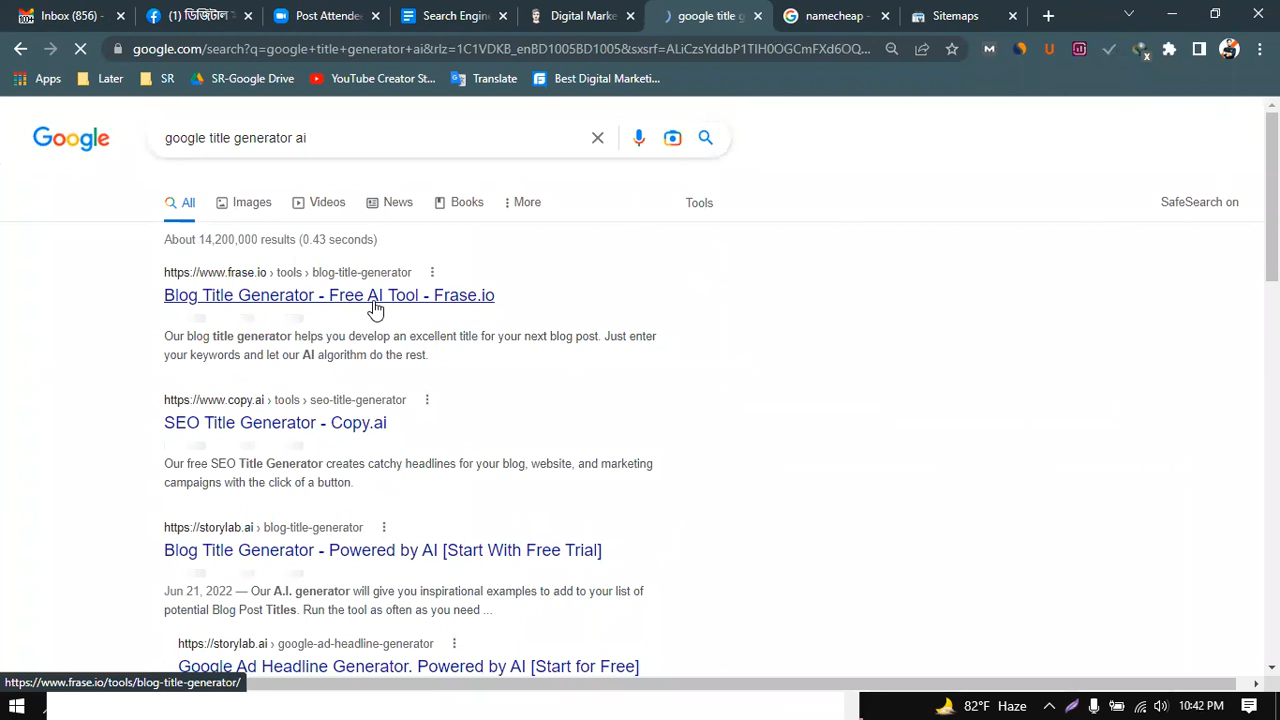 Inbox (856) -
(1) ডিজিটাল
Post Attende
Search Engin
Digital Marke
google title g
namecheap -
Sitemaps
google.com/search?q=google+title+generator+ai&rlz=1C1VDKB_enBD1005BD1005&sxsrf=ALiCzsYddbP1TIH0OGCmFXd6OQ...
Apps
Later
SR
SR-Google Drive
YouTube Creator St...
Translate
Best Digital Marketi...
Google
google title generator ai
All
Images
Videos
News
Books
More
Tools
SafeSearch on
About 14,200,000 results (0.43 seconds)
https://www.frase.io › tools › blog-title-generator
Blog Title Generator - Free AI Tool - Frase.io
Our blog title generator helps you develop an excellent title for your next blog post. Just enter
your keywords and let our AI algorithm do the rest.
https://www.copy.ai › tools › seo-title-generator
SEO Title Generator - Copy.ai
Our free SEO Title Generator creates catchy headlines for your blog, website, and marketing
campaigns with the click of a button.
https://storylab.ai › blog-title-generator
Blog Title Generator - Powered by AI [Start With Free Trial]
Jun 21, 2022 — Our A.I. generator will give you inspirational examples to add to your list of
potential Blog Post Titles. Run the tool as often as you need ...
https://storylab.ai › google-ad-headline-generator
Google Ad Headline Generator. Powered by AI [Start for Free]
https://www.frase.io/tools/blog-title-generator/
82°F Haze
10:42 PM